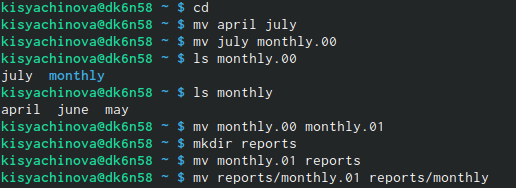 kisyachinova@dk6n58 ~ $ cd
kisyachinova@dk6n58 ~ $ mv april july
kisyachinova@dk6n58 ~ $ mv july monthly.00
kisyachinova@dk6n58 ~ $ ls monthly.00
july  monthly
kisyachinova@dk6n58 ~ $ ls monthly
april  june  may
kisyachinova@dk6n58 ~ $ mv monthly.00 monthly.01
kisyachinova@dk6n58 ~ $ mkdir reports
kisyachinova@dk6n58 ~ $ mv monthly.01 reports
kisyachinova@dk6n58 ~ $ mv reports/monthly.01 reports/monthly